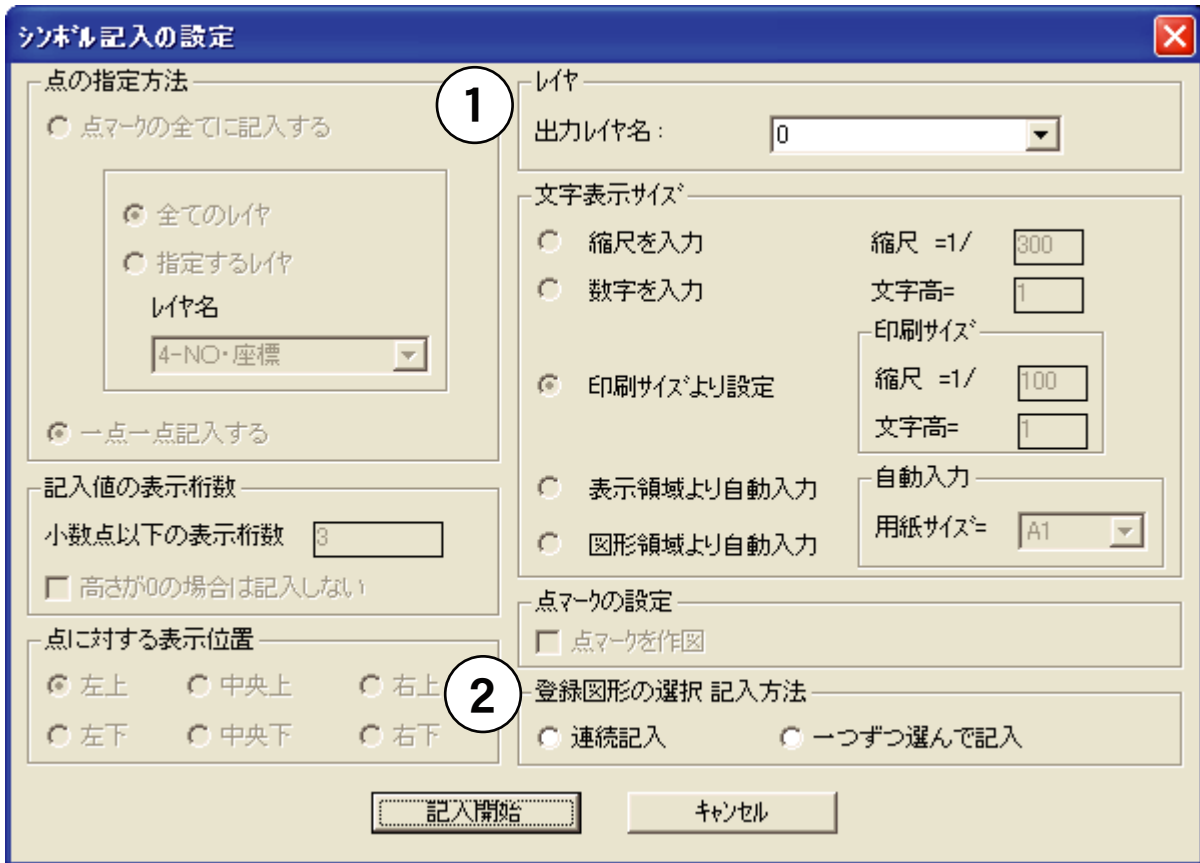 シンボル記入の設定
点の指定方法
点マークの全てに記入する
全てのレイヤ
指定するレイヤ
レイヤ名
4-NO・座標
一点一点記入する
記入値の表示桁数
小数点以下の表示桁数 3
高さが0の場合は記入しない
点に対する表示位置
左上 中央上 右上
左下 中央下 右下
1
レイヤ
出力レイヤ名: 0
文字表示サイズ
縮尺を入力 縮尺 =1/ 300
数字を入力 文字高= 1
印刷サイズ
印刷サイズより設定 縮尺 =1/ 100
文字高= 1
表示領域より自動入力
図形領域より自動入力
自動入力
用紙サイズ= A1
点マークの設定
点マークを作図
2
登録図形の選択 記入方法
連続記入 一つずつ選んで記入
記入開始 キャンセル